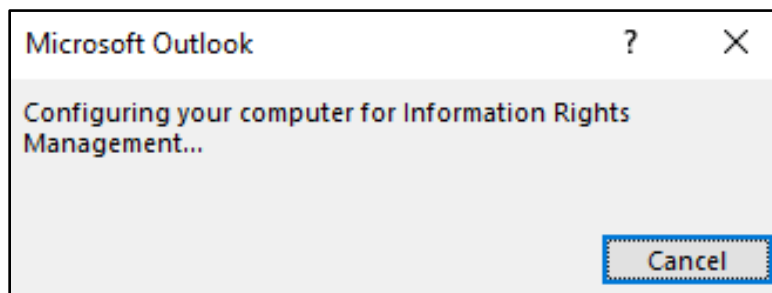 Microsoft Outlook ?
Configuring your computer for Information Rights
Management...
Cancel